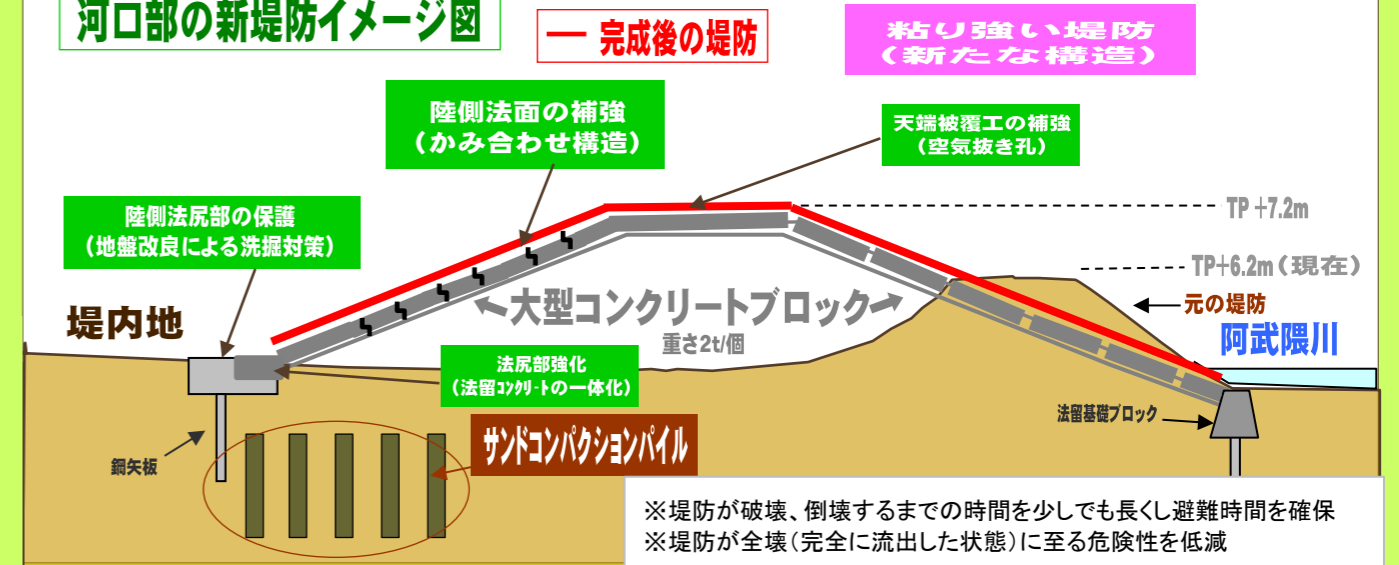 河口部の新堤防イメージ図
― 完成後の堤防
粘り強い堤防
(新たな構造)
陸側法面の補強
(かみ合わせ構造)
天端被覆工の補強
(空気抜き孔)
陸側法尻部の保護
(地盤改良による洗掘対策)
TP +7.2m
TP+6.2m(現在)
堤内地
大型コンクリートブロック
重さ2t/個
元の堤防
阿武隈川
法尻部強化
(法留コンクリートの一体化)
法留基礎ブロック
鋼矢板
サンドコンパクションパイル
※堤防が破壊、倒壊するまでの時間を少しでも長くし避難時間を確保
※堤防が全壊(完全に流出した状態)に至る危険性を低減